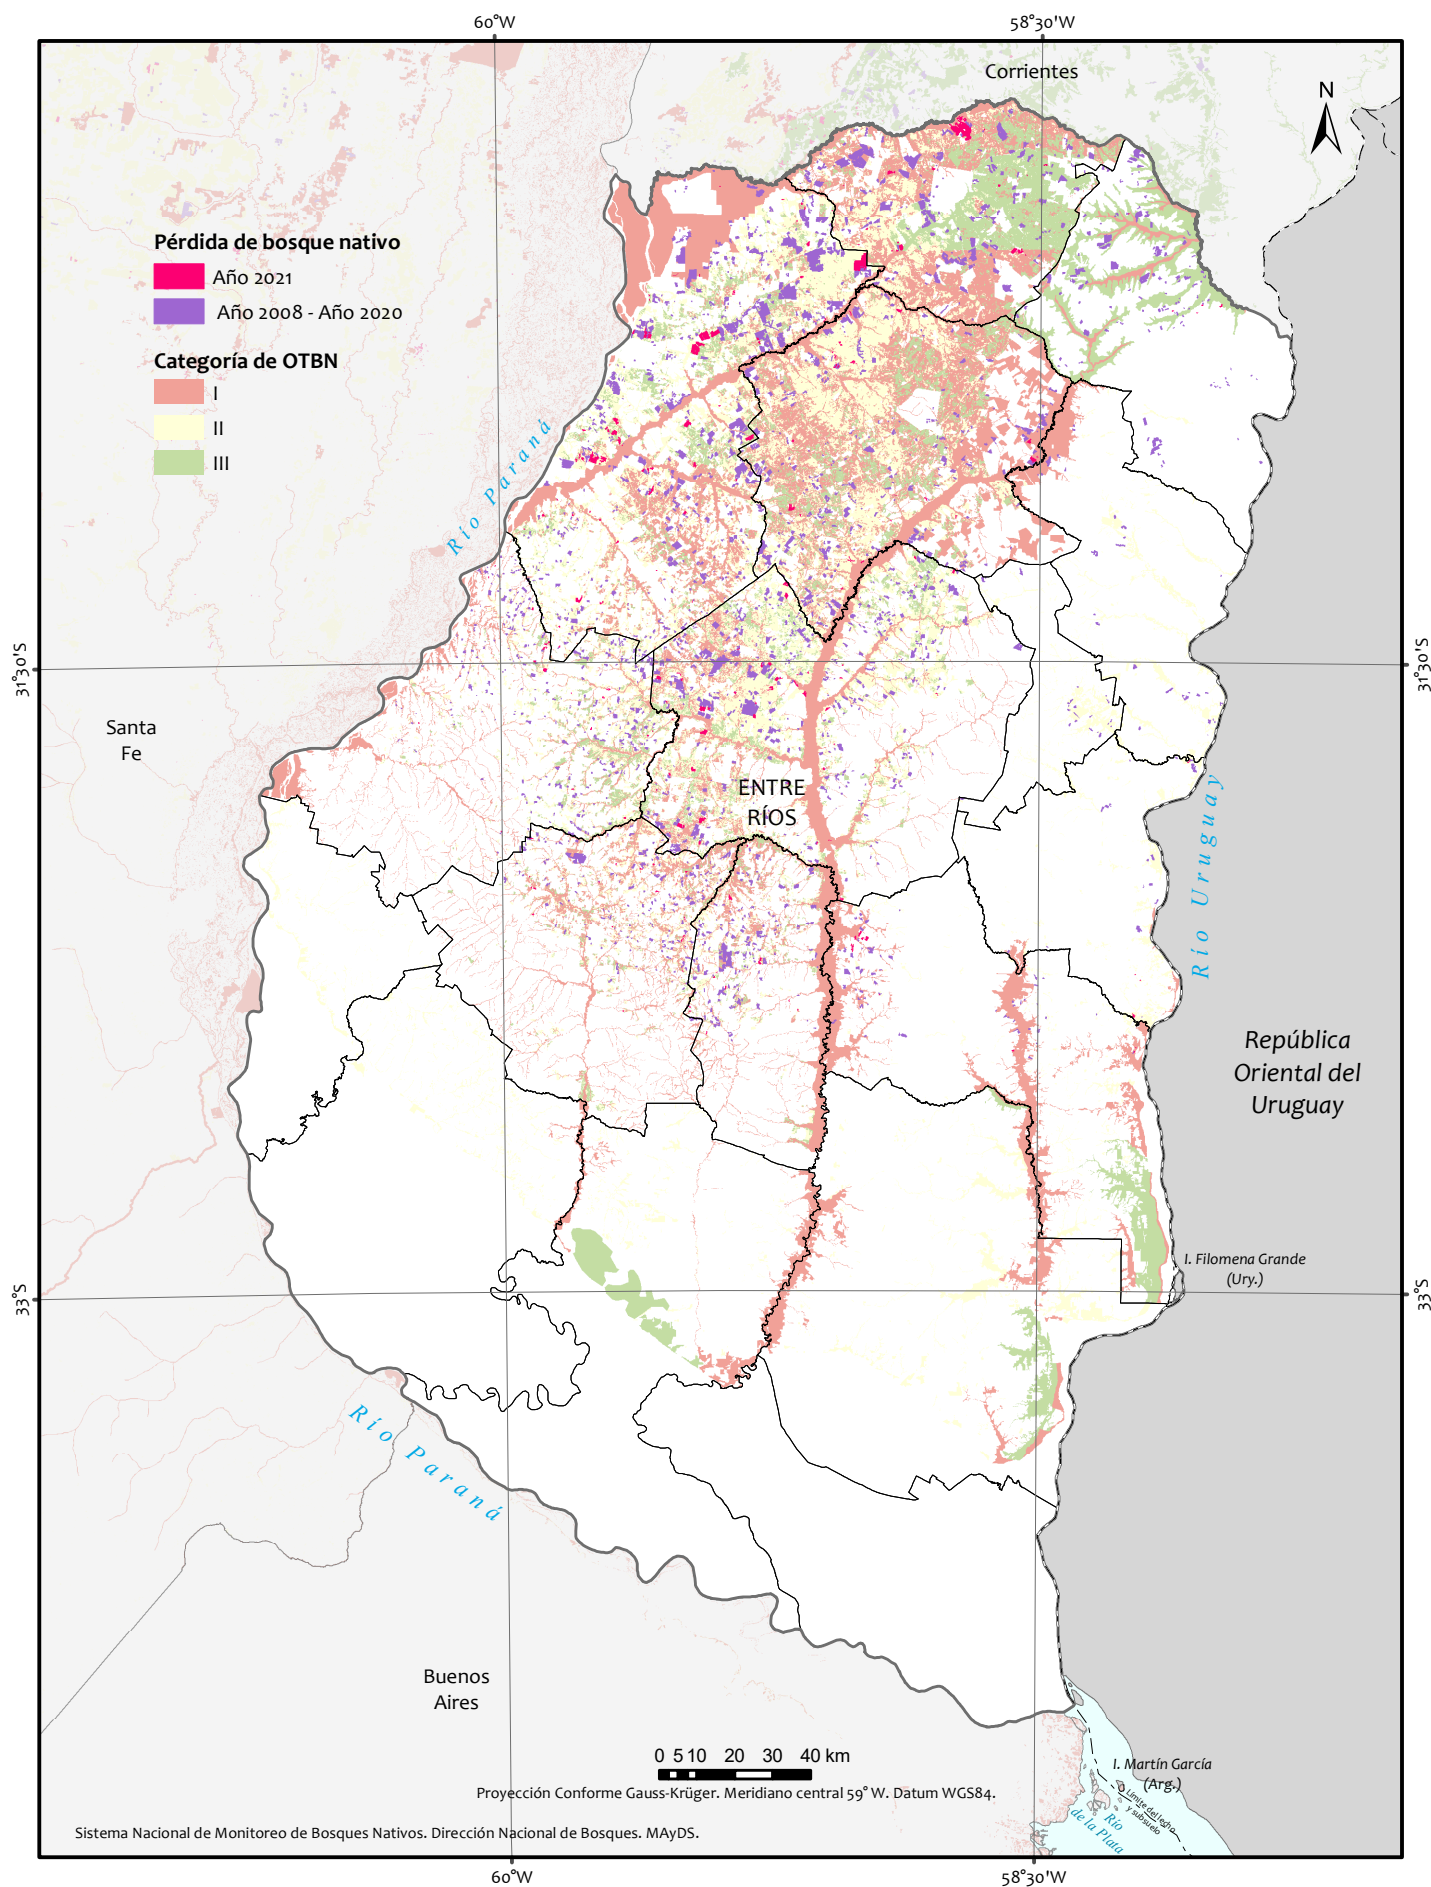 60°W
58°30'W
Corrientes
N
Pérdida de bosque nativo
Año 2021
Año 2008 - Año 2020
Categoría de OTBN
I
II
III
Río Paraná
31°30'S
31°30'S
Santa
Fe
ENTRE
RÍOS
Río Uruguay
República
Oriental del
Uruguay
I. Filomena Grande
(Ury.)
33°S
33°S
Río Paraná
Buenos
Aires
0 5 10 20 30 40 km
I. Martín García
(Arg.)
Límite del lecho
y subsuelo
Río
de la Plata
Proyección Conforme Gauss-Krüger. Meridiano central 59° W. Datum WGS84.
Sistema Nacional de Monitoreo de Bosques Nativos. Dirección Nacional de Bosques. MAyDS.
60°W
58°30'W